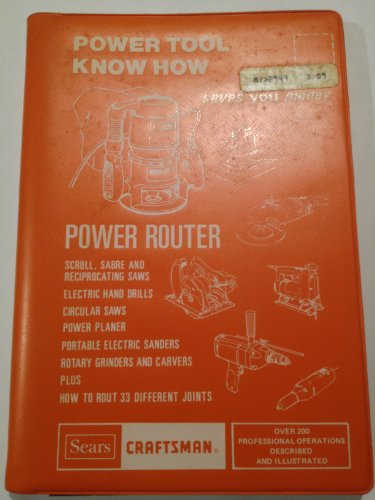 POWER TOOL
KNOW HOW
saves you money
POWER ROUTER
SCROLL, SABRE AND
RECIPROCATING SAWS
ELECTRIC HAND DRILLS
CIRCULAR SAWS
POWER PLANER
PORTABLE ELECTRIC SANDERS
ROTARY GRINDERS AND CARVERS
PLUS
HOW TO ROUT 33 DIFFERENT JOINTS
Sears CRAFTSMAN®
OVER 200
PROFESSIONAL OPERATIONS
DESCRIBED
AND ILLUSTRATED